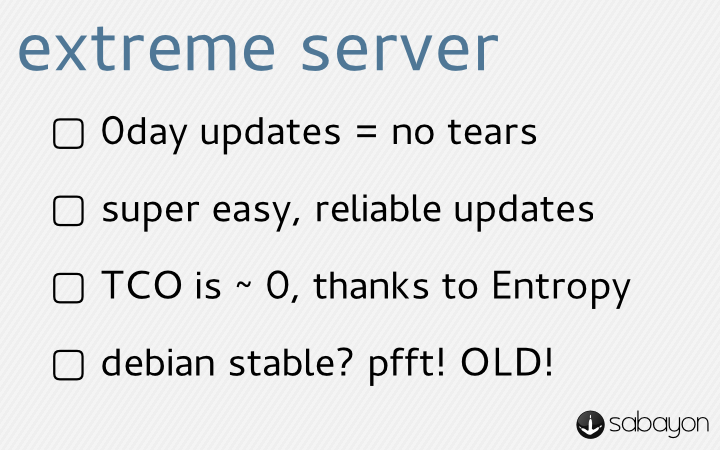 extreme server
0day updates = no tears
super easy, reliable updates
TCO is ~ 0, thanks to Entropy
debian stable? pfft! OLD!
sabayon